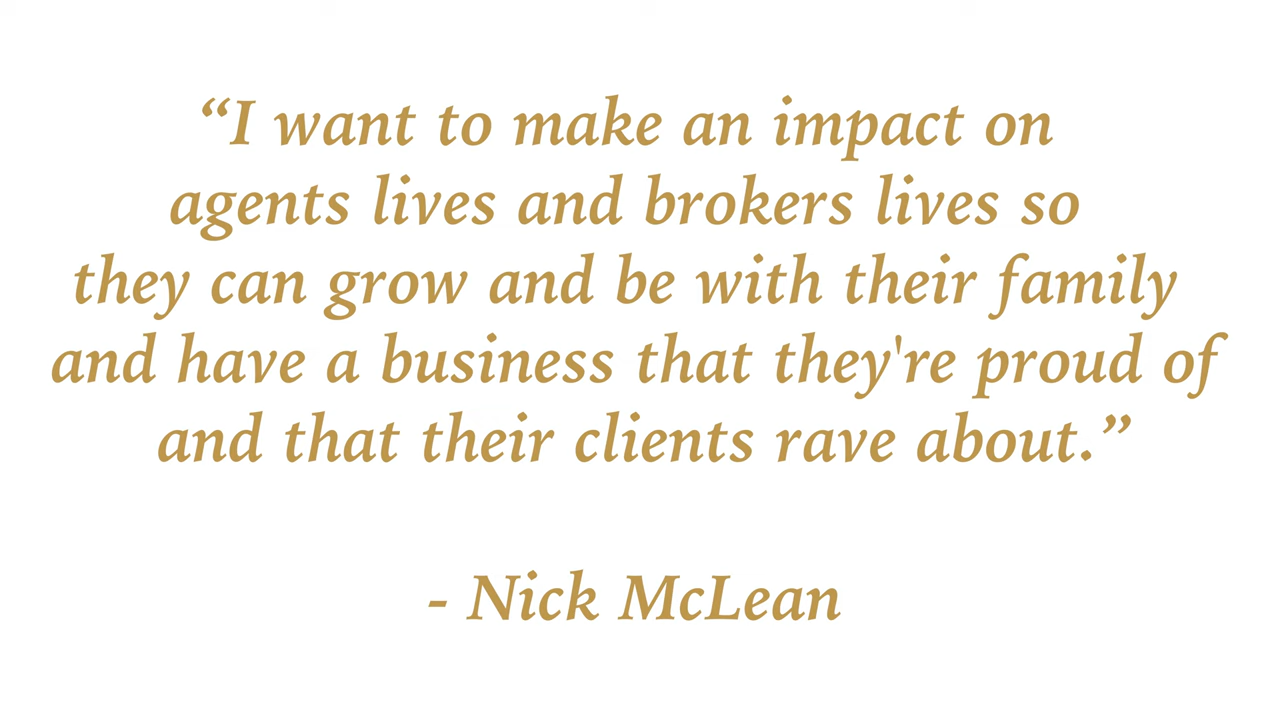 “I want to make an impact on
agents lives and brokers lives so
they can grow and be with their family
and have a business that they're proud of
and that their clients rave about.”
- Nick McLean